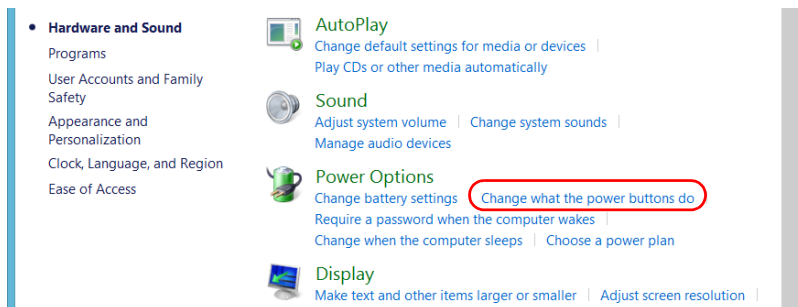 Hardware and Sound
Programs
User Accounts and Family
Safety
Appearance and
Personalization
Clock, Language, and Region
Ease of Access
AutoPlay
Change default settings for media or devices
Play CDs or other media automatically
Sound
Adjust system volume Change system sounds
Manage audio devices
Power Options
Change battery settings Change what the power buttons do
Require a password when the computer wakes
Change when the computer sleeps Choose a power plan
Display
Make text and other items larger or smaller Adjust screen resolution